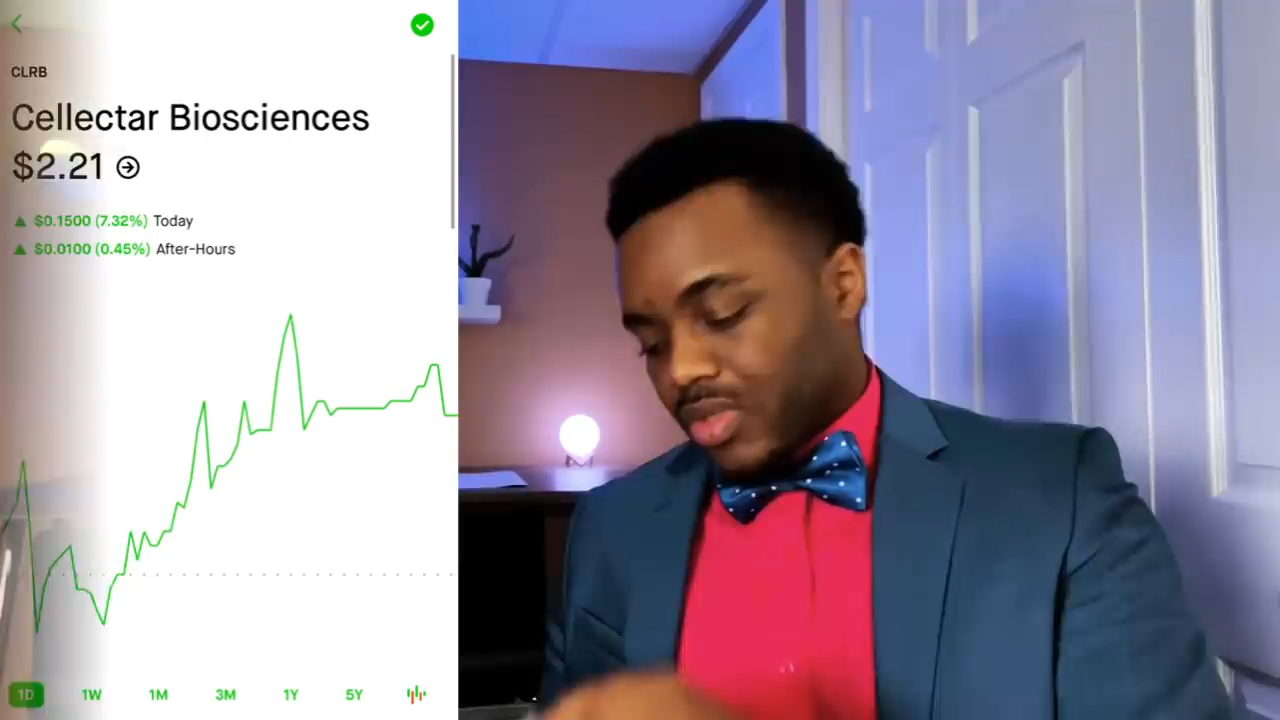 CLRB
Cellectar Biosciences
$2.21
▲ $0.1500 (7.32%) Today
▲ $0.0100 (0.45%) After-Hours
1D 1W 1M 3M 1Y 5Y